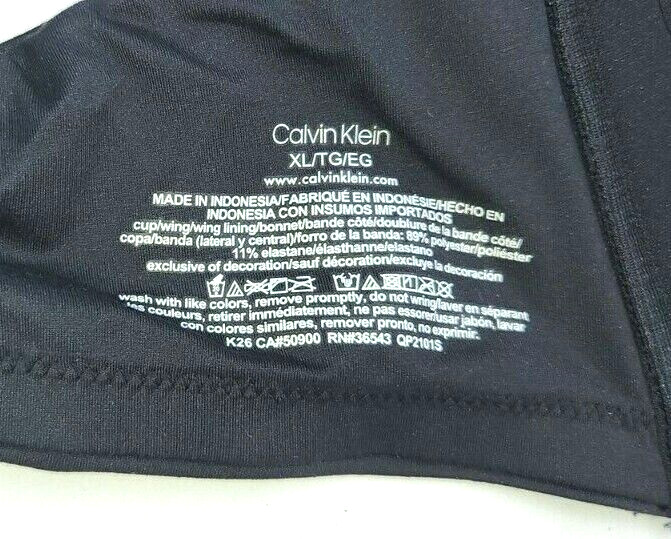 Calvin Klein
XL/TG/EG
www.calvinklein.com
MADE IN INDONESIA/FABRIQUÉ EN INDONÉSIE/HECHO EN
INDONESIA CON INSUMOS IMPORTADOS
cup/wing/wing lining/bonnet/bande côté/doublure de la bande côté/
copa/banda (lateral y central)/forro de la banda: 89% polyester/poliéster
11% elastane/élasthanne/elastano
exclusive of decoration/sauf décoration/excluye la decoración
wash with like colors, remove promptly, do not wring/laver en séparant
les couleurs, retirer immédiatement, ne pas essorer/usar jabón, lavar
con colores similares, remover pronto, no exprimir.
K26 CA#50900 RN#36543 QP2101S